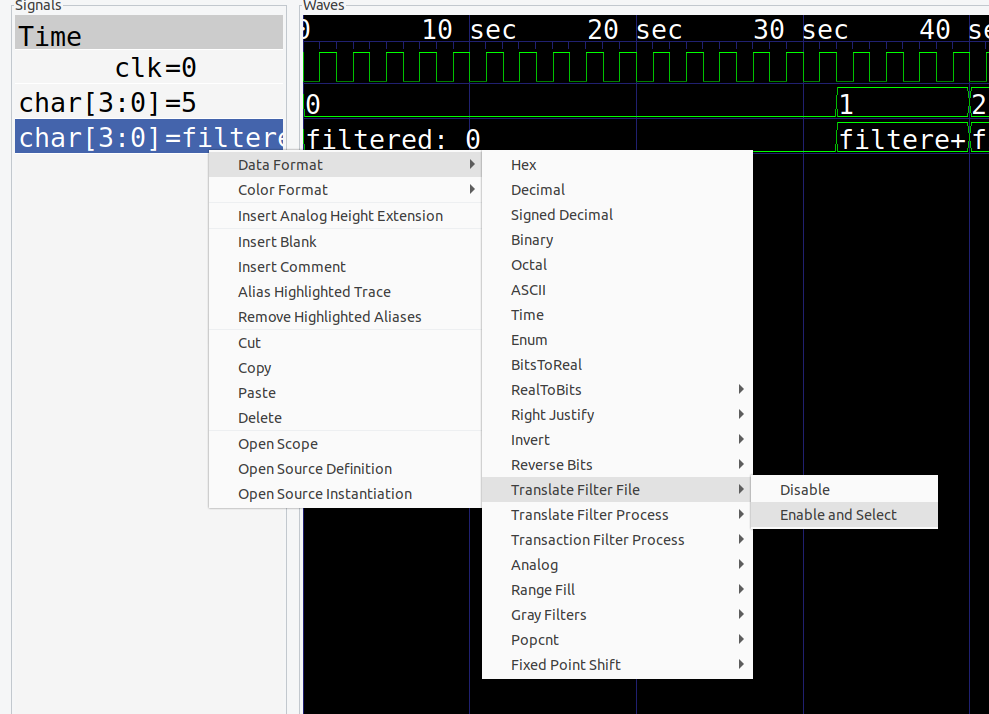 Signals
Waves
Time
0 10 sec 20 sec 30 sec 40 se
clk=0
char[3:0]=5
0 1 2
char[3:0]=filtere
filtered: 0 filtere+ f
Data Format
Color Format
Insert Analog Height Extension
Insert Blank
Insert Comment
Alias Highlighted Trace
Remove Highlighted Aliases
Cut
Copy
Paste
Delete
Open Scope
Open Source Definition
Open Source Instantiation
Hex
Decimal
Signed Decimal
Binary
Octal
ASCII
Time
Enum
BitsToReal
RealToBits
Right Justify
Invert
Reverse Bits
Translate Filter File
Translate Filter Process
Transaction Filter Process
Analog
Range Fill
Gray Filters
Popcnt
Fixed Point Shift
Disable
Enable and Select